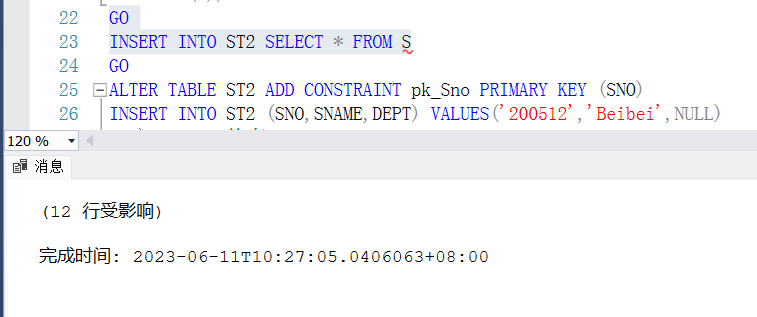 22 GO
23 INSERT INTO ST2 SELECT * FROM S
24 GO
25 ALTER TABLE ST2 ADD CONSTRAINT pk_Sno PRIMARY KEY (SNO)
26 INSERT INTO ST2 (SNO,SNAME,DEPT) VALUES('200512','Beibei',NULL)
120 %
消息
(12 行受影响)
完成时间: 2023-06-11T10:27:05.0406063+08:00